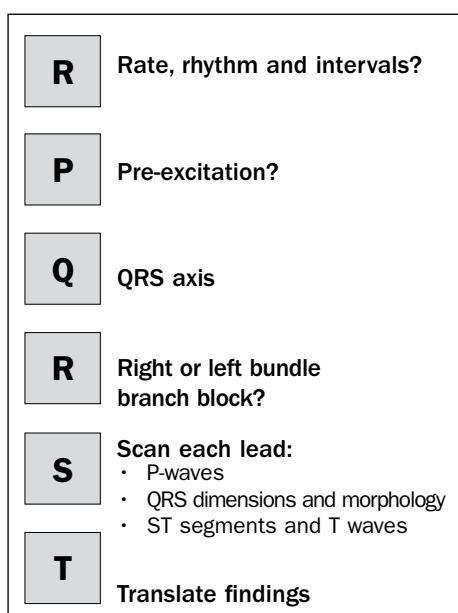 R Rate, rhythm and intervals?
P Pre-excitation?
Q QRS axis
R Right or left bundle
branch block?
S Scan each lead:
· P-waves
· QRS dimensions and morphology
· ST segments and T waves
T Translate findings